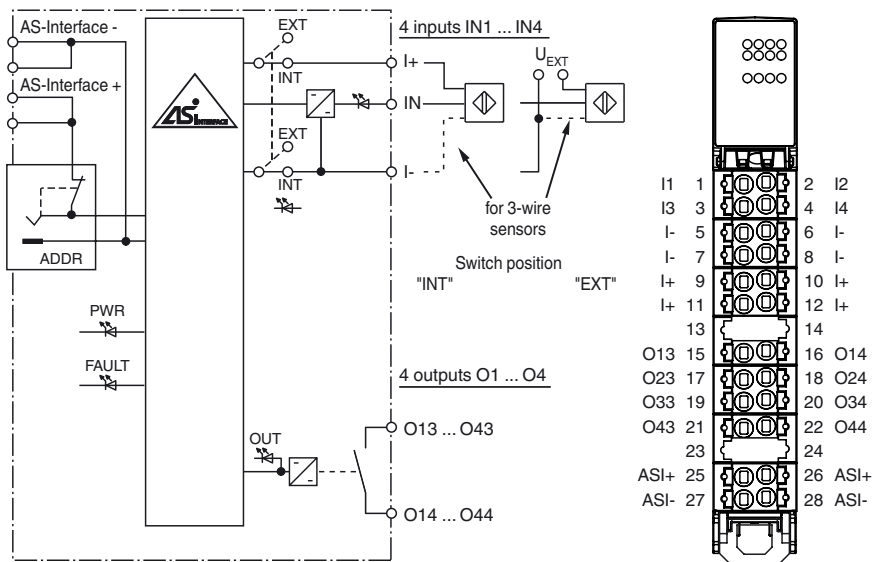 AS-Interface -
AS-Interface +
ADDR
PWR
FAULT
ASi INTERFACE
EXT
INT
EXT
INT
OUT
4 inputs IN1 ... IN4
I+
IN
I-
UEXT
for 3-wire
sensors
Switch position
"INT" "EXT"
4 outputs O1 ... O4
O13 ... O43
O14 ... O44
I1 1 2 I2
I3 3 4 I4
I- 5 6 I-
I- 7 8 I-
I+ 9 10 I+
I+ 11 12 I+
13 14
O13 15 16 O14
O23 17 18 O24
O33 19 20 O34
O43 21 22 O44
23 24
ASI+ 25 26 ASI+
ASI- 27 28 ASI-